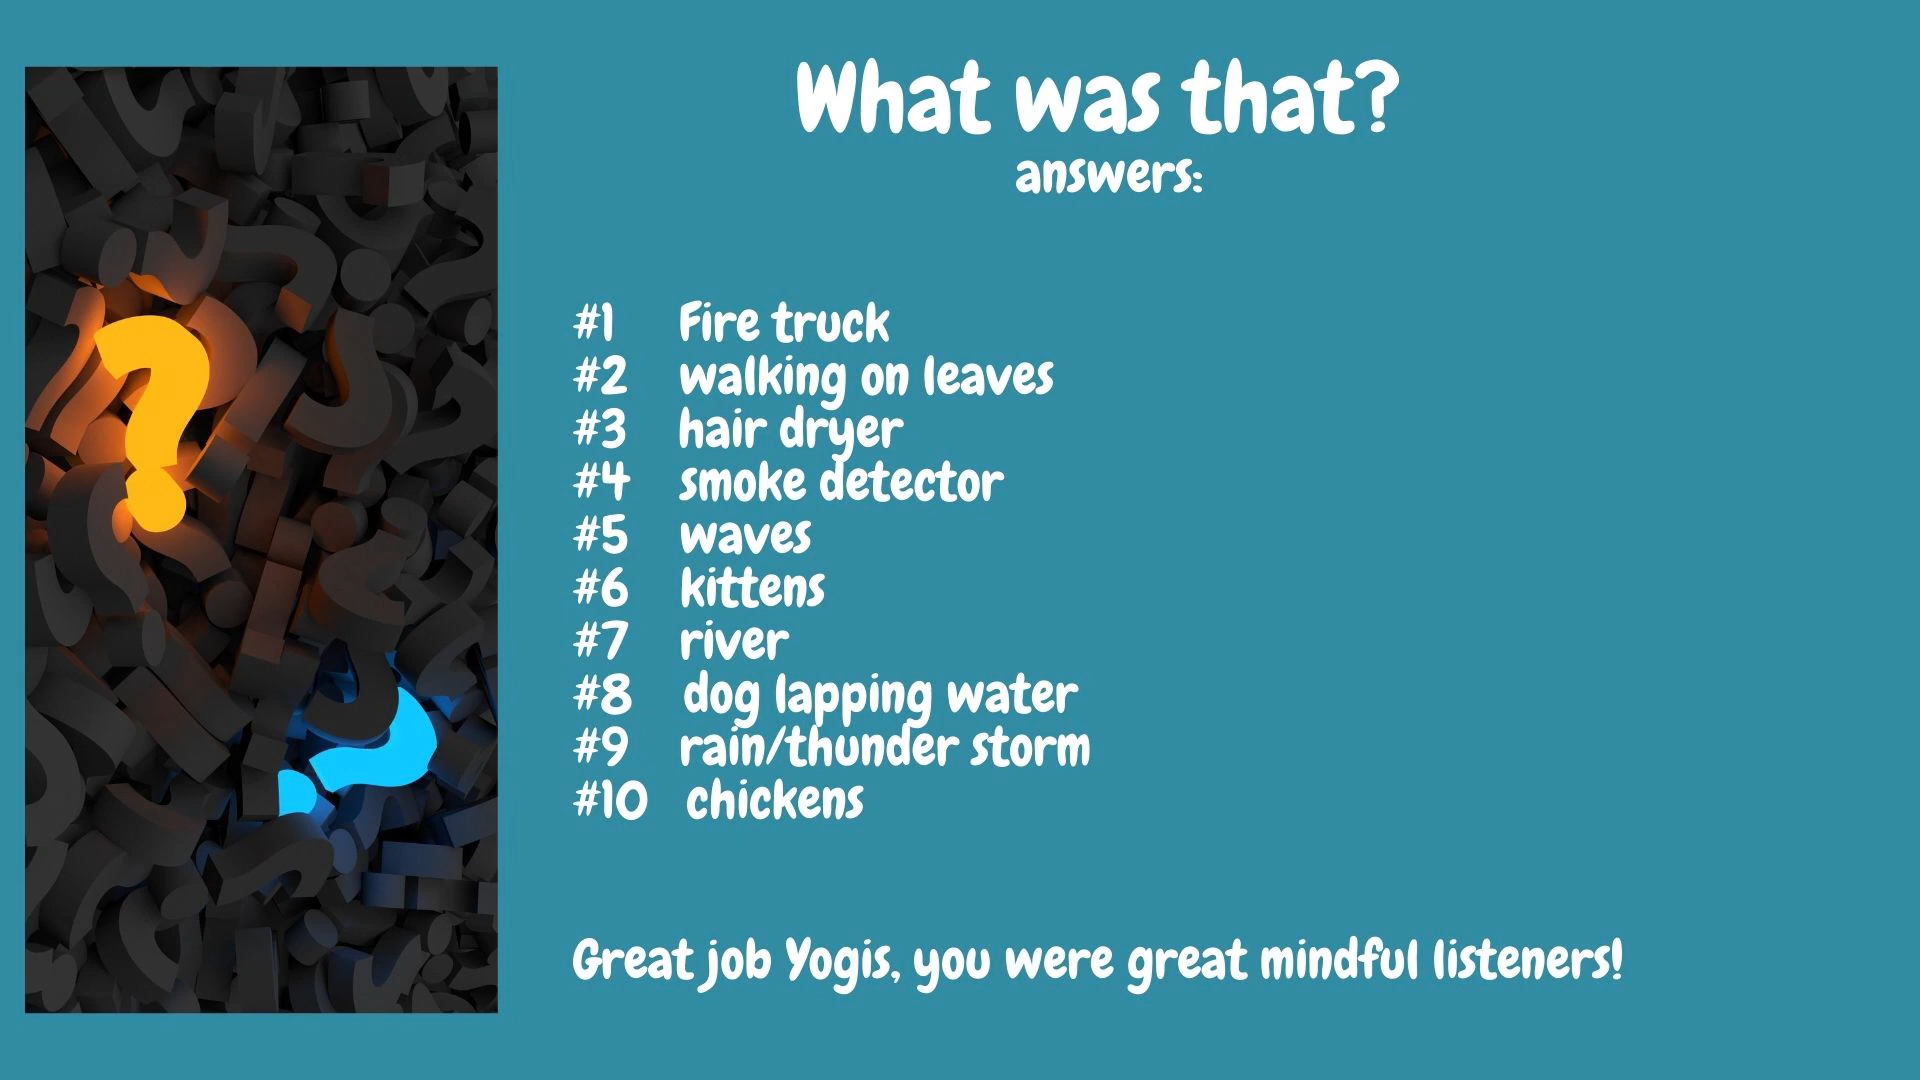 What was that?
answers:
#1 Fire truck
#2 walking on leaves
#3 hair dryer
#4 smoke detector
#5 waves
#6 kittens
#7 river
#8 dog lapping water
#9 rain/thunder storm
#10 chickens
Great job Yogis, you were great mindful listeners!